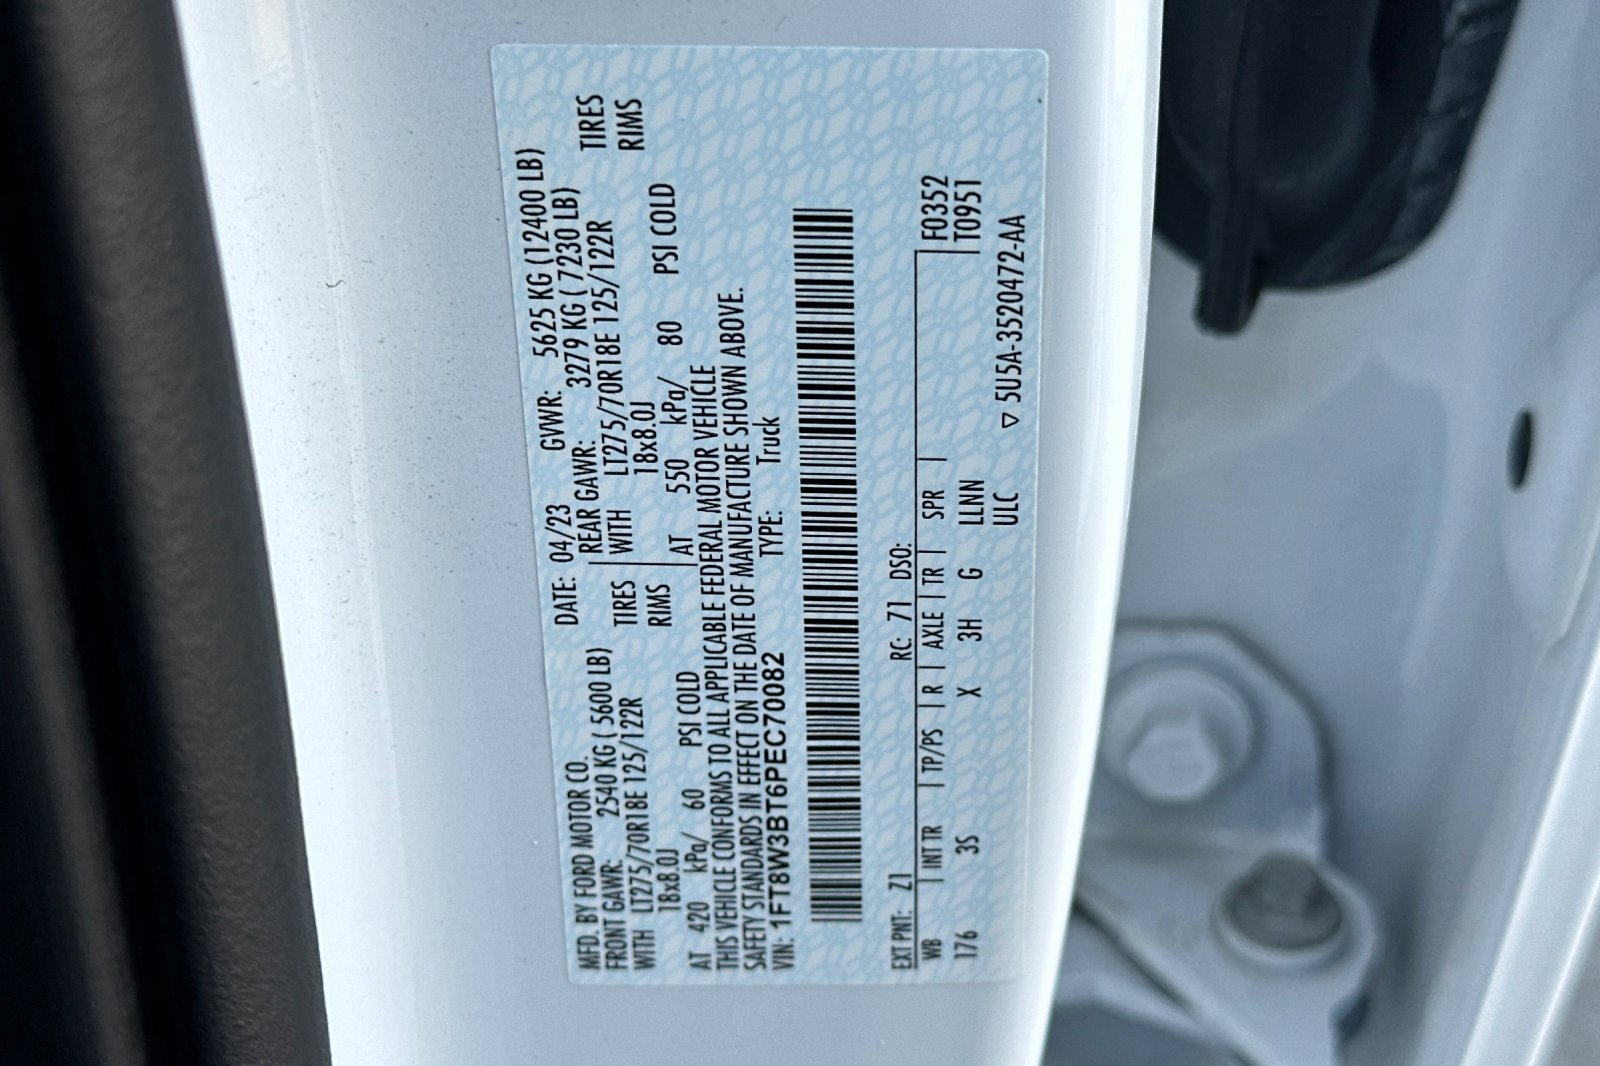 MFD. BY FORD MOTOR CO.
DATE: 04/23 GVWR: 5625 KG (12400 LB)
FRONT GAWR: 2540 KG ( 5600 LB) REAR GAWR: 3279 KG ( 7230 LB)
WITH LT275/70R18E 125/122R TIRES WITH LT275/70R18E 125/122R TIRES
18x8.0J RIMS 18x8.0J RIMS
AT 420 kPa/ 60 PSI COLD AT 550 kPa/ 80 PSI COLD
THIS VEHICLE CONFORMS TO ALL APPLICABLE FEDERAL MOTOR VEHICLE
SAFETY STANDARDS IN EFFECT ON THE DATE OF MANUFACTURE SHOWN ABOVE.
VIN: 1FT8W3BT6PEC70082 TYPE: Truck
EXT PNT: Z1 RC: 71 DSO:
WB | INT TR | TP/PS | R | AXLE | TR | SPR | F0352
176 3S X 3H G LLNN T0951
ULC ▽ 5U5A-3520472-AA